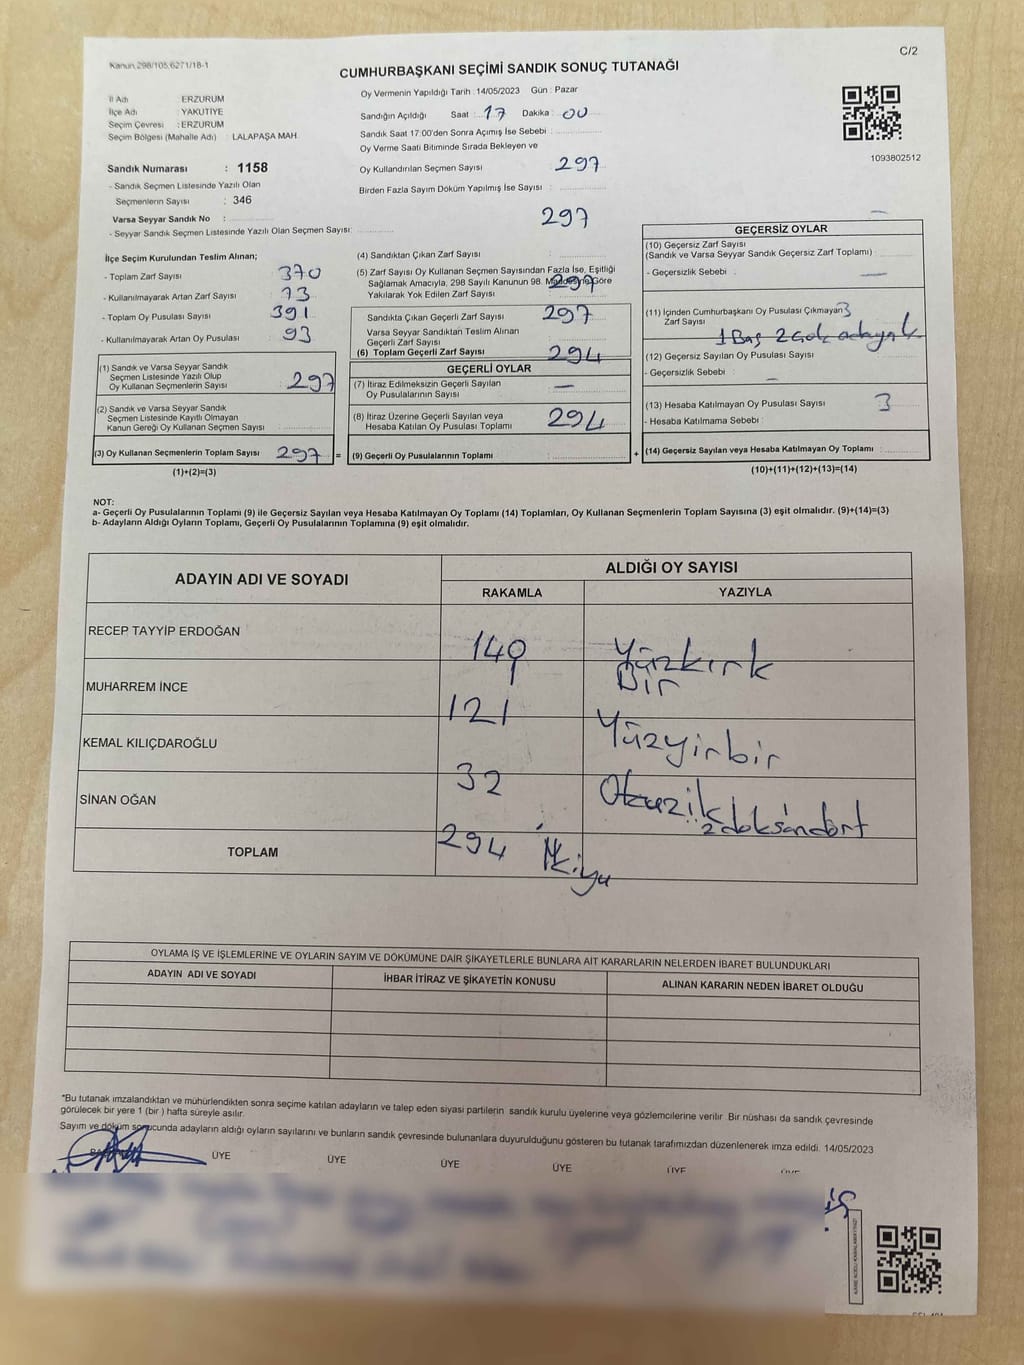 C/2
Kanun 298/105,6271/18-1
CUMHURBAŞKANI SEÇİMİ SANDIK SONUÇ TUTANAĞI
İl Adı : ERZURUM
İlçe Adı : YAKUTİYE
Seçim Çevresi : ERZURUM
Seçim Bölgesi (Mahalle Adı) : LALAPAŞA MAH.
Sandık Numarası : 1158
- Sandık Seçmen Listesinde Yazılı Olan
Seçmenlerin Sayısı : 346
Varsa Seyyar Sandık No :
- Seyyar Sandık Seçmen Listesinde Yazılı Olan Seçmen Sayısı:
Oy Vermenin Yapıldığı Tarih : 14/05/2023 Gün : Pazar
Sandığın Açıldığı Saat : 17 Dakika : 00
Sandık Saat 17:00'den Sonra Açımış İse Sebebi :
Oy Verme Saati Bitiminde Sırada Bekleyen ve
Oy Kullandırılan Seçmen Sayısı 297
Birden Fazla Sayım Döküm Yapılmış İse Sayısı :
297
1093802512
İlçe Seçim Kurulundan Teslim Alınan;
- Toplam Zarf Sayısı 370
- Kullanılmayarak Artan Zarf Sayısı 73
- Toplam Oy Pusulası Sayısı 391
- Kullanılmayarak Artan Oy Pusulası 93
(1) Sandık ve Varsa Seyyar Sandık
Seçmen Listesinde Yazılı Olup
Oy Kullanan Seçmenlerin Sayısı 297
(2) Sandık ve Varsa Seyyar Sandık
Seçmen Listesinde Kayıtlı Olmayan
Kanun Gereği Oy Kullanan Seçmen Sayısı
(3) Oy Kullanan Seçmenlerin Toplam Sayısı 297 =
(1)+(2)=(3)
(4) Sandıktan Çıkan Zarf Sayısı
(5) Zarf Sayısı Oy Kullanan Seçmen Sayısından Fazla İse, Eşitliği
Sağlamak Amacıyla, 298 Sayılı Kanunun 98. Maddesine Göre
Yakılarak Yok Edilen Zarf Sayısı 297
Sandıkta Çıkan Geçerli Zarf Sayısı 297
Varsa Seyyar Sandıktan Teslim Alınan
Geçerli Zarf Sayısı
(6) Toplam Geçerli Zarf Sayısı 294
GEÇERLİ OYLAR
(7) İtiraz Edilmeksizin Geçerli Sayılan
Oy Pusulalarının Sayısı —
(8) İtiraz Üzerine Geçerli Sayılan veya
Hesaba Katılan Oy Pusulası Toplamı 294
(9) Geçerli Oy Pusulalarının Toplamı : +
—
GEÇERSİZ OYLAR
(10) Geçersiz Zarf Sayısı
(Sandık ve Varsa Seyyar Sandık Geçersiz Zarf Toplamı)
- Geçersizlik Sebebi : —
(11) İçinden Cumhurbaşkanı Oy Pusulası Çıkmayan 3
Zarf Sayısı
1 Baş 2 Çok adaya
(12) Geçersiz Sayılan Oy Pusulası Sayısı
- Geçersizlik Sebebi : —
(13) Hesaba Katılmayan Oy Pusulası Sayısı 3
- Hesaba Katılmama Sebebi :
(14) Geçersiz Sayılan veya Hesaba Katılmayan Oy Toplamı :
(10)+(11)+(12)+(13)=(14)
NOT:
a- Geçerli Oy Pusulalarının Toplamı (9) ile Geçersiz Sayılan veya Hesaba Katılmayan Oy Toplamı (14) Toplamları, Oy Kullanan Seçmenlerin Toplam Sayısına (3) eşit olmalıdır. (9)+(14)=(3)
b- Adayların Aldığı Oyların Toplamı, Geçerli Oy Pusulalarının Toplamına (9) eşit olmalıdır.
ADAYIN ADI VE SOYADI ALDIĞI OY SAYISI
RAKAMLA YAZIYLA
RECEP TAYYİP ERDOĞAN
149 Yüzkırk
Bir
MUHARREM İNCE
121 Yüzyirbir
KEMAL KILIÇDAROĞLU
32 Otuziki
SİNAN OĞAN
2doksandört
TOPLAM 294 İkiyu
OYLAMA İŞ VE İŞLEMLERİNE VE OYLARIN SAYIM VE DÖKÜMÜNE DAİR ŞİKAYETLERLE BUNLARA AİT KARARLARIN NELERDEN İBARET BULUNDUKLARI
ADAYIN ADI VE SOYADI İHBAR İTİRAZ VE ŞİKAYETİN KONUSU ALINAN KARARIN NEDEN İBARET OLDUĞU
*Bu tutanak imzalandıktan ve mühürlendikten sonra seçime katılan adayların ve talep eden siyasi partilerin sandık kurulu üyelerine veya gözlemcilerine verilir. Bir nüshası da sandık çevresinde
görülecek bir yere 1 (bir ) hafta süreyle asılır.
Sayım ve döküm sonucunda adayların aldığı oyların sayılarını ve bunların sandık çevresinde bulunanlara duyurulduğunu gösteren bu tutanak tarafımızdan düzenlenerek imza edildi. 14/05/2023
ÜYE ÜYE ÜYE ÜYE ÜYE ÜYE